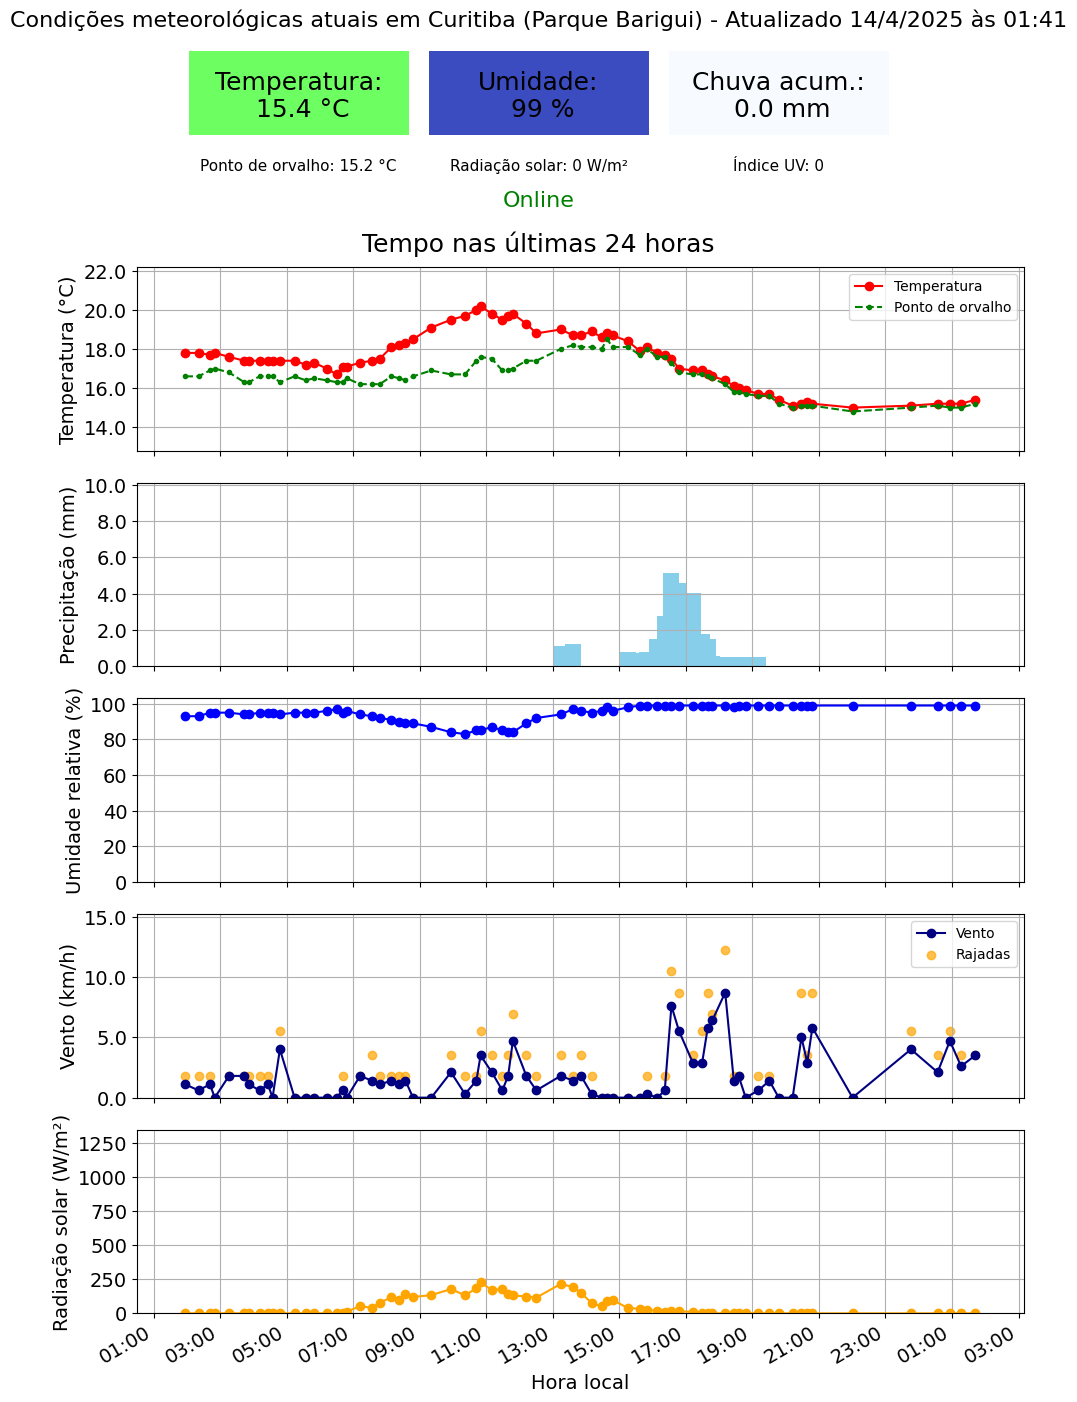 Condições meteorológicas atuais em Curitiba (Parque Barigui) - Atualizado 14/4/2025 às 01:41
Temperatura:
15.4 °C
Umidade:
99 %
Chuva acum.:
0.0 mm
Ponto de orvalho: 15.2 °C
Radiação solar: 0 W/m²
Índice UV: 0
Online
Tempo nas últimas 24 horas
Temperatura (°C)
22.0
20.0
18.0
16.0
14.0
Temperatura
Ponto de orvalho
Precipitação (mm)
10.0
8.0
6.0
4.0
2.0
0.0
Umidade relativa (%)
100
80
60
40
20
0
Vento (km/h)
15.0
10.0
5.0
0.0
Vento
Rajadas
Radiação solar (W/m²)
1250
1000
750
500
250
0
01:00
03:00
05:00
07:00
09:00
11:00
13:00
15:00
17:00
19:00
21:00
23:00
01:00
03:00
Hora local